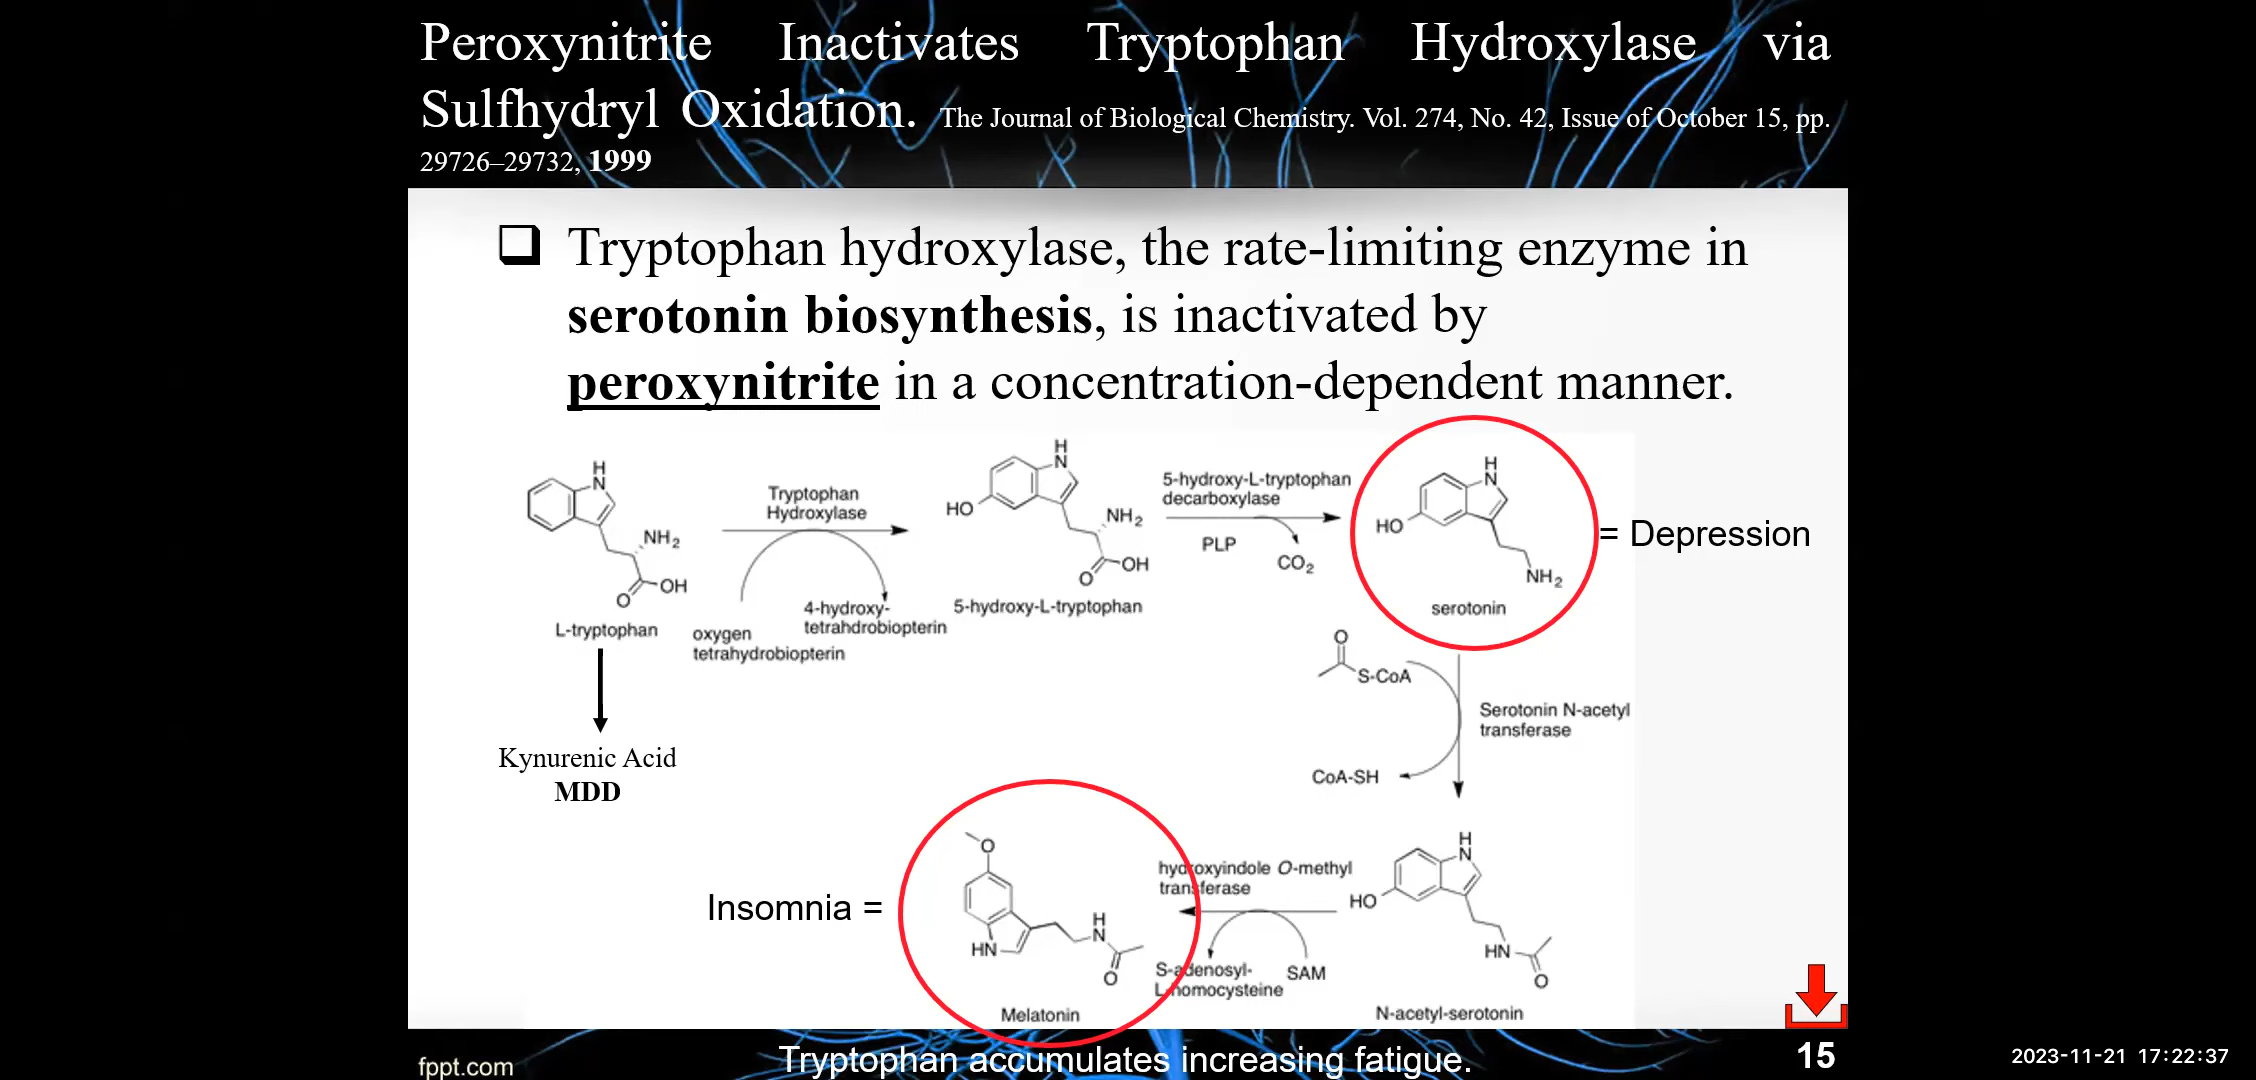 Peroxynitrite Inactivates Tryptophan Hydroxylase via
Sulfhydryl Oxidation. The Journal of Biological Chemistry. Vol. 274, No. 42, Issue of October 15, pp.
29726–29732, 1999
❑ Tryptophan hydroxylase, the rate-limiting enzyme in
serotonin biosynthesis, is inactivated by
peroxynitrite in a concentration-dependent manner.
H
N
NH2
OH
O
L-tryptophan
Tryptophan
Hydroxylase
oxygen
tetrahydrobiopterin
4-hydroxy-
tetrahdrobiopterin
H
N
HO
NH2
OH
O
5-hydroxy-L-tryptophan
5-hydroxy-L-tryptophan
decarboxylase
PLP
CO2
H
N
HO
NH2
serotonin
= Depression
O
S-CoA
Serotonin N-acetyl
transferase
CoA-SH
Kynurenic Acid
MDD
H
N
HO
HN
O
N-acetyl-serotonin
hydroxyindole O-methyl
transferase
S-adenosyl-
L-homocysteine
SAM
Insomnia =
O
H
N
HN
O
Melatonin
fppt.com
Tryptophan accumulates increasing fatigue.
15
2023-11-21 17:22:37